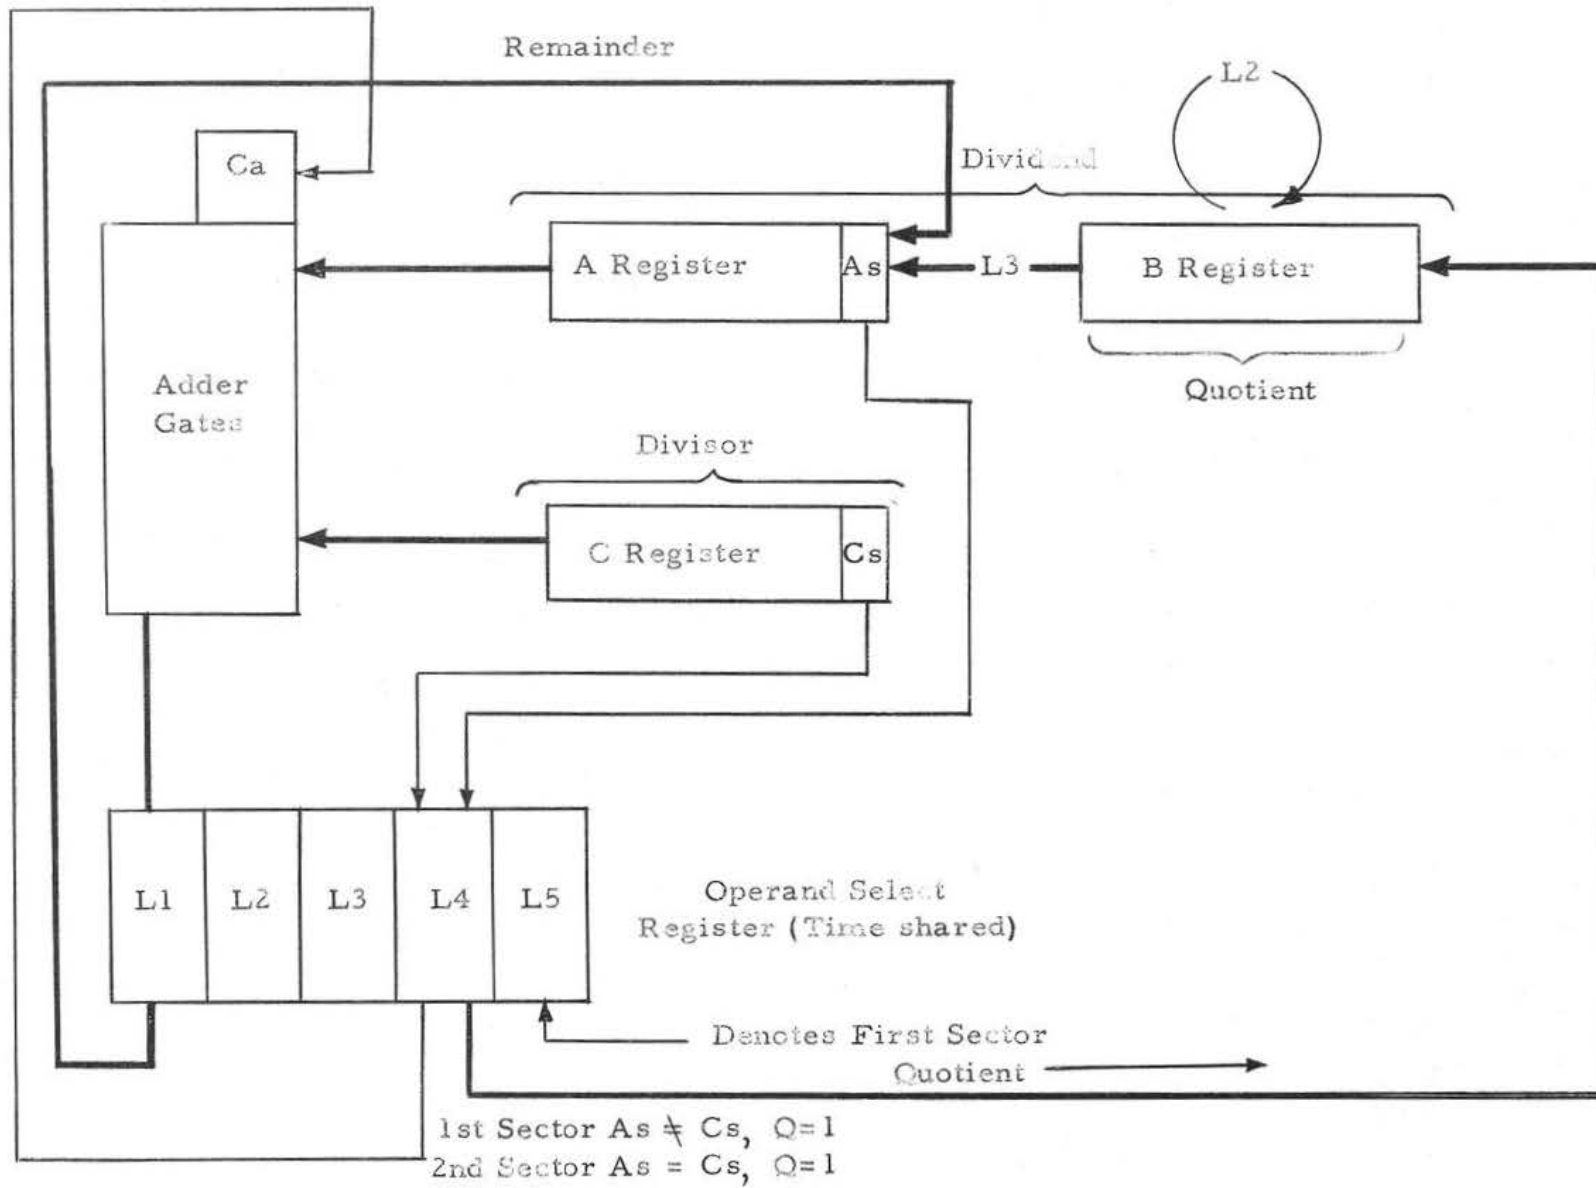 Remainder
L2
Ca
Dividend
A Register
As
L3
B Register
Adder
Gates
Quotient
Divisor
C Register
Cs
L1
L2
L3
L4
L5
Operand Select
Register (Time shared)
Denotes First Sector
Quotient
1st Sector As ≠ Cs, Q=1
2nd Sector As = Cs, Q=1